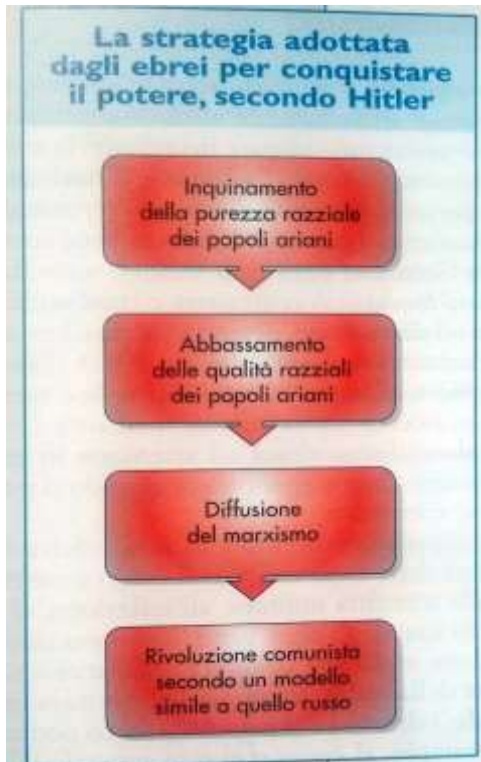 La strategia adottata
dagli ebrei per conquistare
il potere, secondo Hitler
Inquinamento
della purezza razziale
dei popoli ariani
Abbassamento
delle qualità razziali
dei popoli ariani
Diffusione
del marxismo
Rivoluzione comunista
secondo un modello
simile a quello russo